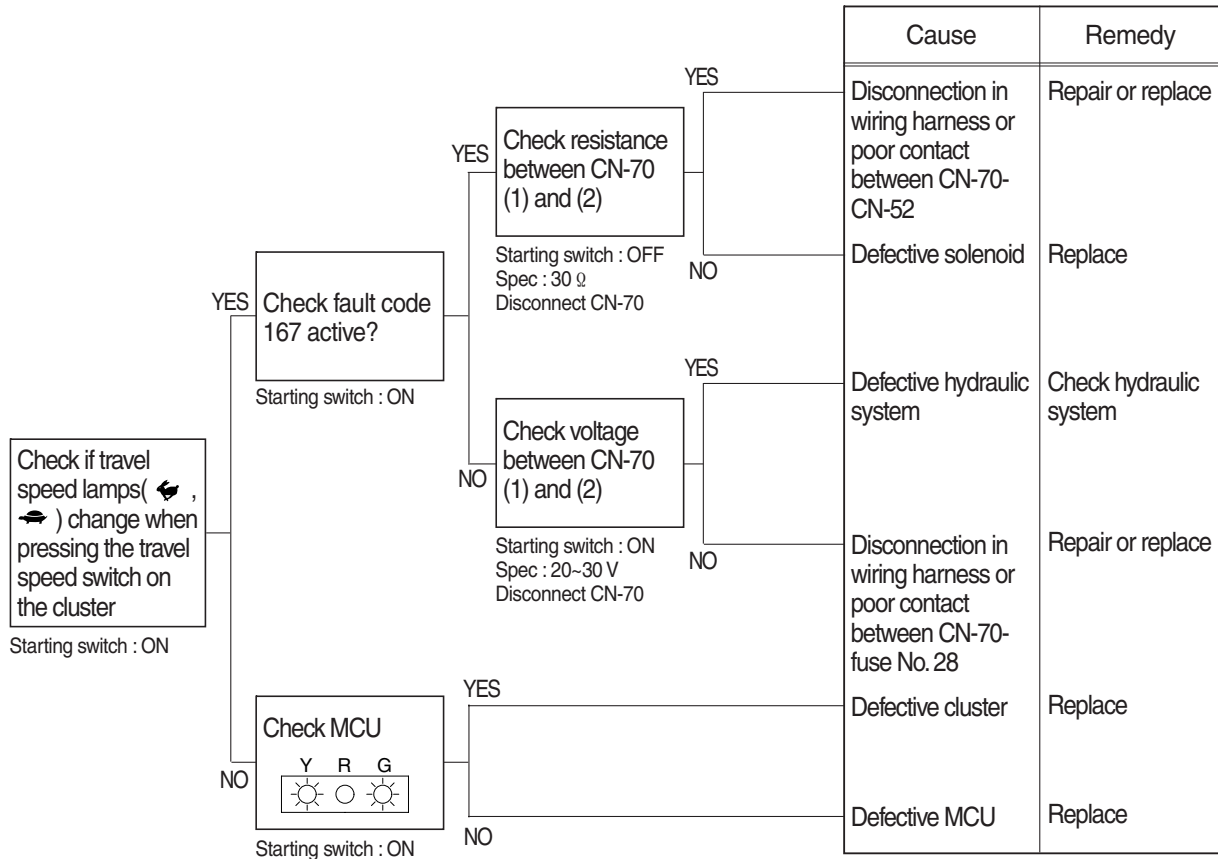 Cause
Remedy
YES
Disconnection in
wiring harness or
poor contact
between CN-70-
CN-52
Repair or replace
YES
Check resistance
between CN-70
(1) and (2)
Starting switch : OFF
Spec : 30 Ω
Disconnect CN-70
NO
Defective solenoid
Replace
YES
Check fault code
167 active?
Starting switch : ON
YES
Defective hydraulic
system
Check hydraulic
system
NO
Check voltage
between CN-70
(1) and (2)
Starting switch : ON
Spec : 20~30 V
Disconnect CN-70
NO
Disconnection in
wiring harness or
poor contact
between CN-70-
fuse No. 28
Repair or replace
Check if travel
speed lamps( ,
) change when
pressing the travel
speed switch on
the cluster
Starting switch : ON
YES
Defective cluster
Replace
NO
Check MCU
Y R G
Starting switch : ON
NO
Defective MCU
Replace